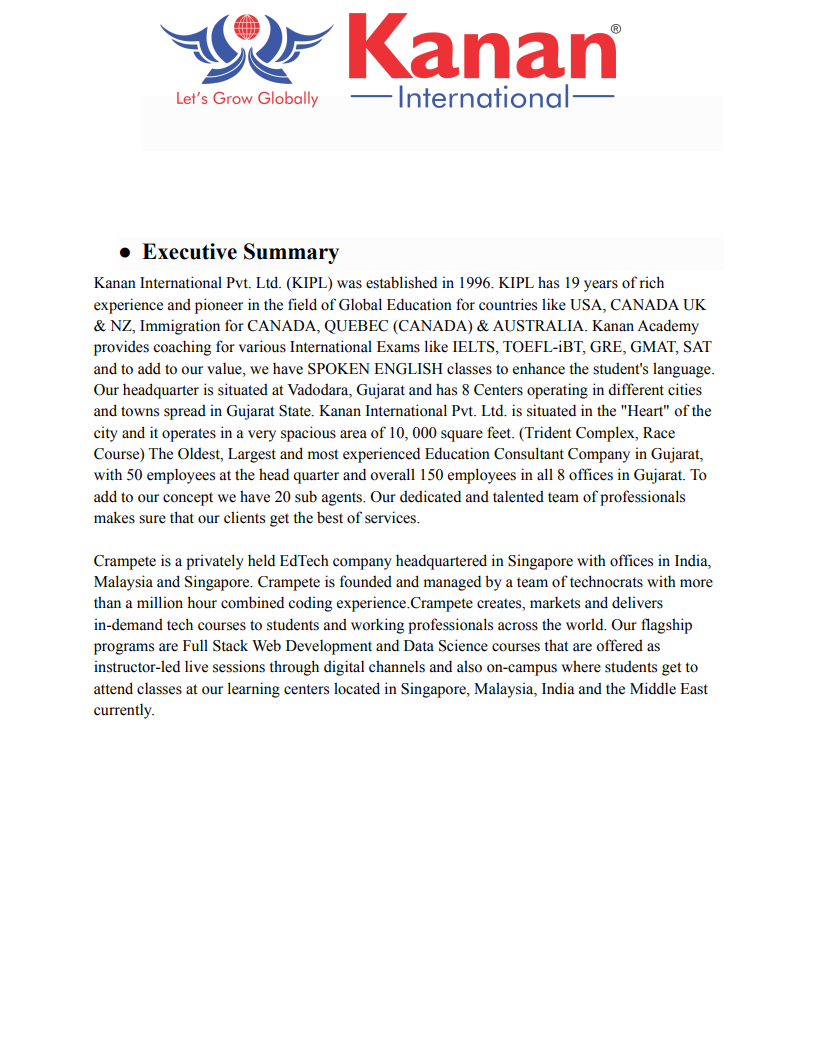 Kanan®
Let's Grow Globally
International
● Executive Summary
Kanan International Pvt. Ltd. (KIPL) was established in 1996. KIPL has 19 years of rich
experience and pioneer in the field of Global Education for countries like USA, CANADA UK
& NZ, Immigration for CANADA, QUEBEC (CANADA) & AUSTRALIA. Kanan Academy
provides coaching for various International Exams like IELTS, TOEFL-iBT, GRE, GMAT, SAT
and to add to our value, we have SPOKEN ENGLISH classes to enhance the student's language.
Our headquarter is situated at Vadodara, Gujarat and has 8 Centers operating in different cities
and towns spread in Gujarat State. Kanan International Pvt. Ltd. is situated in the "Heart" of the
city and it operates in a very spacious area of 10, 000 square feet. (Trident Complex, Race
Course) The Oldest, Largest and most experienced Education Consultant Company in Gujarat,
with 50 employees at the head quarter and overall 150 employees in all 8 offices in Gujarat. To
add to our concept we have 20 sub agents. Our dedicated and talented team of professionals
makes sure that our clients get the best of services.
Crampete is a privately held EdTech company headquartered in Singapore with offices in India,
Malaysia and Singapore. Crampete is founded and managed by a team of technocrats with more
than a million hour combined coding experience.Crampete creates, markets and delivers
in-demand tech courses to students and working professionals across the world. Our flagship
programs are Full Stack Web Development and Data Science courses that are offered as
instructor-led live sessions through digital channels and also on-campus where students get to
attend classes at our learning centers located in Singapore, Malaysia, India and the Middle East
currently.